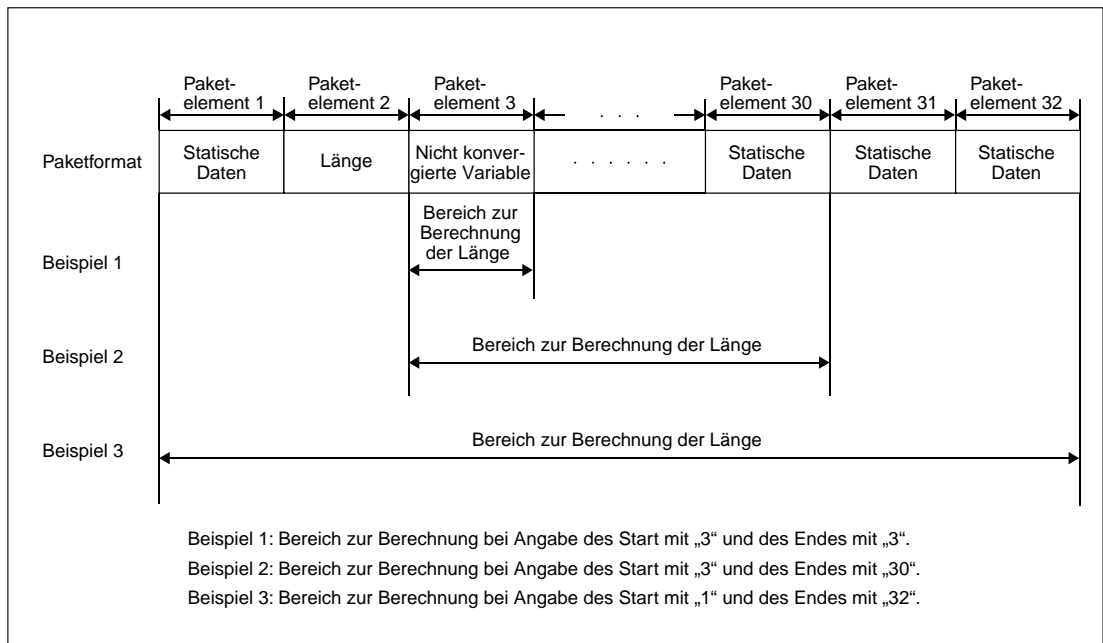 Paket-
element 1
Paket-
element 2
Paket-
element 3
. . .
Paket-
element 30
Paket-
element 31
Paket-
element 32
Paketformat
Statische
Daten
Länge
Nicht konver-
gierte Variable
. . . . . .
Statische
Daten
Statische
Daten
Statische
Daten
Bereich zur
Berechnung
der Länge
Beispiel 1
Bereich zur Berechnung der Länge
Beispiel 2
Bereich zur Berechnung der Länge
Beispiel 3
Beispiel 1: Bereich zur Berechnung bei Angabe des Start mit „3“ und des Endes mit „3“.
Beispiel 2: Bereich zur Berechnung bei Angabe des Start mit „3“ und des Endes mit „30“.
Beispiel 3: Bereich zur Berechnung bei Angabe des Start mit „1“ und des Endes mit „32“.